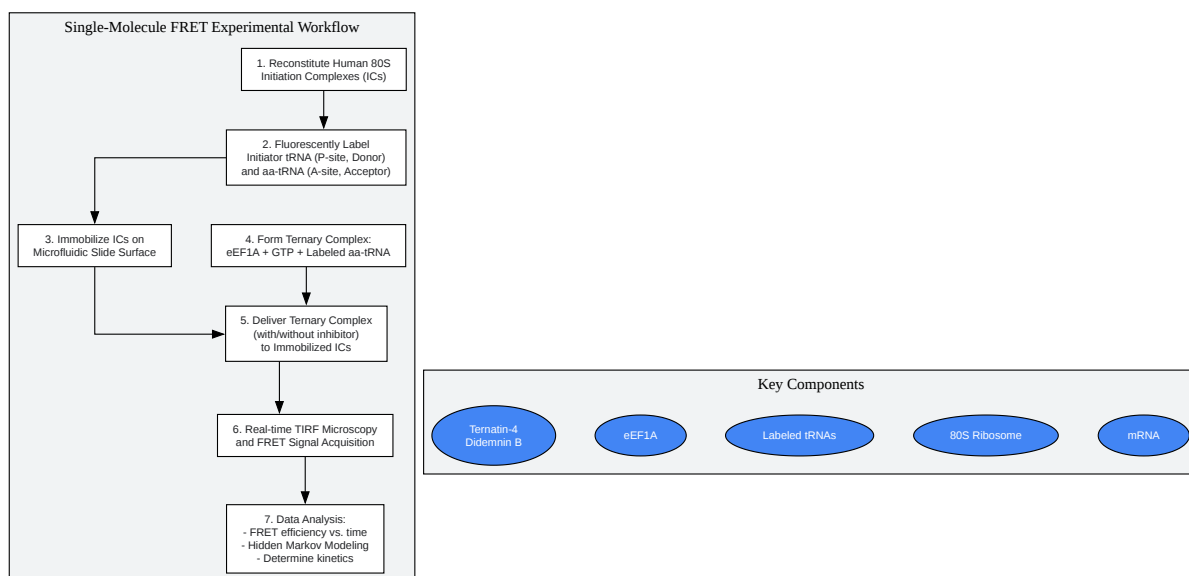 Single-Molecule FRET Experimental Workflow
1. Reconstitute Human 80S
Initiation Complexes (ICs)
2. Fluorescently Label
Initiator tRNA (P-site, Donor)
and aa-tRNA (A-site, Acceptor)
3. Immobilize ICs on
Microfluidic Slide Surface
4. Form Ternary Complex:
eEF1A + GTP + Labeled aa-tRNA
5. Deliver Ternary Complex
(with/without inhibitor)
to Immobilized ICs
6. Real-time TIRF Microscopy
and FRET Signal Acquisition
7. Data Analysis:
- FRET efficiency vs. time
- Hidden Markov Modeling
- Determine kinetics
Key Components
Ternatin-4
Didemnin B
eEF1A
Labeled tRNAs
80S Ribosome
mRNA